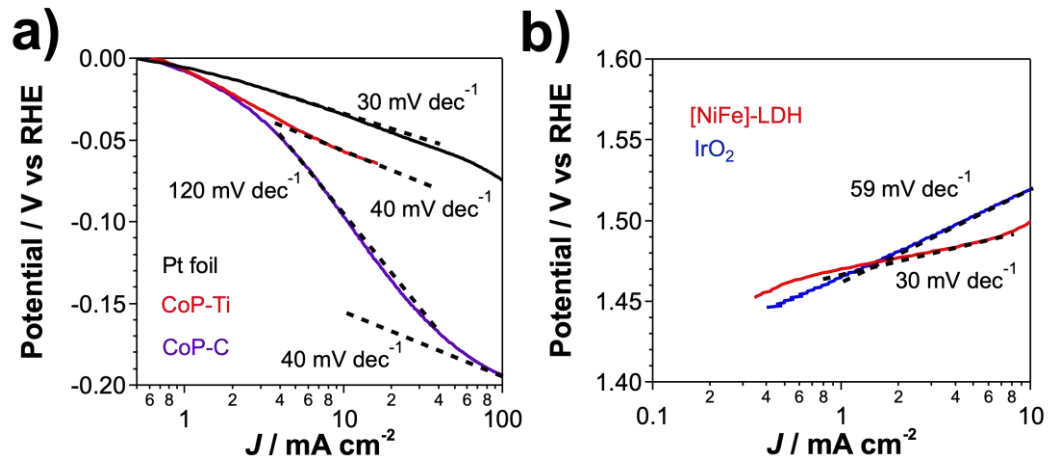 a)
0.00
-0.05
-0.10
-0.15
-0.20
Potential / V vs RHE
30 mV dec⁻¹
120 mV dec⁻¹
40 mV dec⁻¹
Pt foil
CoP-Ti
CoP-C
40 mV dec⁻¹
6 8 1 2 4 6 8 10 2 4 6 8 100
J / mA cm⁻²
b)
1.60
1.55
1.50
1.45
1.40
Potential / V vs RHE
[NiFe]-LDH
IrO₂
59 mV dec⁻¹
30 mV dec⁻¹
0.1 2 4 6 8 1 2 4 6 8 10
J / mA cm⁻²